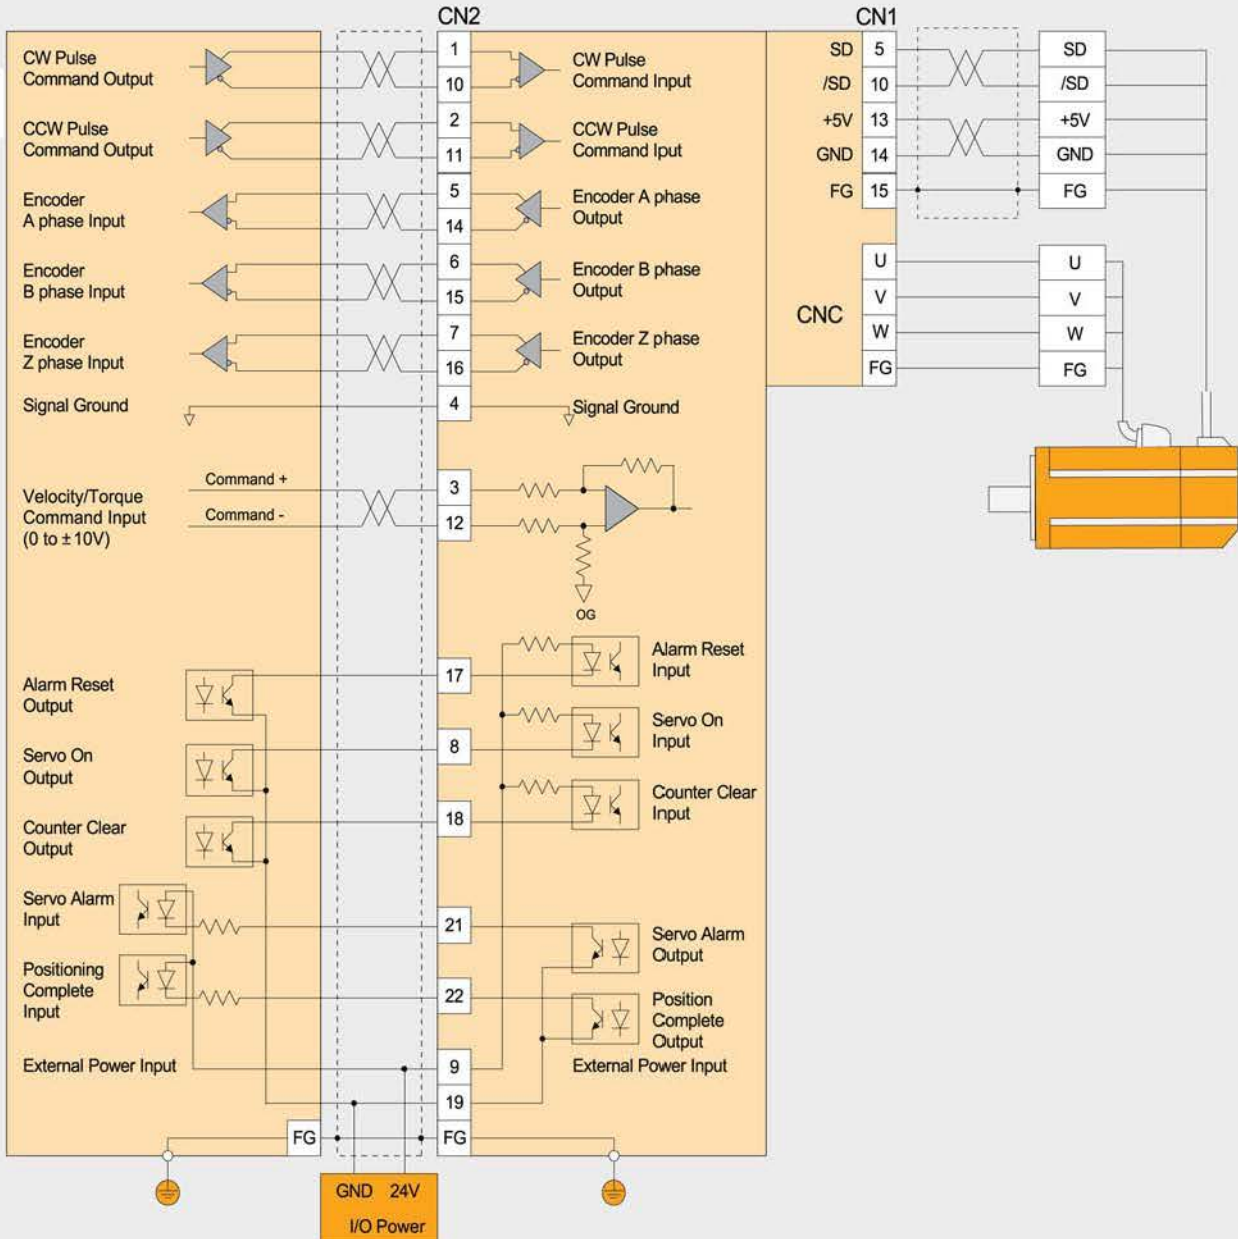 CN2
CN1
CW Pulse
Command Output
1
10
CW Pulse
Command Input
CCW Pulse
Command Output
2
11
CCW Pulse
Command Iput
Encoder
A phase Input
5
14
Encoder A phase
Output
Encoder
B phase Input
6
15
Encoder B phase
Output
Encoder
Z phase Input
7
16
Encoder Z phase
Output
Signal Ground
4
Signal Ground
Velocity/Torque
Command Input
(0 to ±10V)
Command +
Command -
3
12
OG
Alarm Reset
Output
17
Alarm Reset
Input
Servo On
Output
8
Servo On
Input
Counter Clear
Output
18
Counter Clear
Input
Servo Alarm
Input
21
Servo Alarm
Output
Positioning
Complete
Input
22
Position
Complete
Output
External Power Input
9
External Power Input
19
FG
FG
GND 24V
I/O Power
SD 5 SD
/SD 10 /SD
+5V 13 +5V
GND 14 GND
FG 15 FG
CNC
U U
V V
W W
FG FG